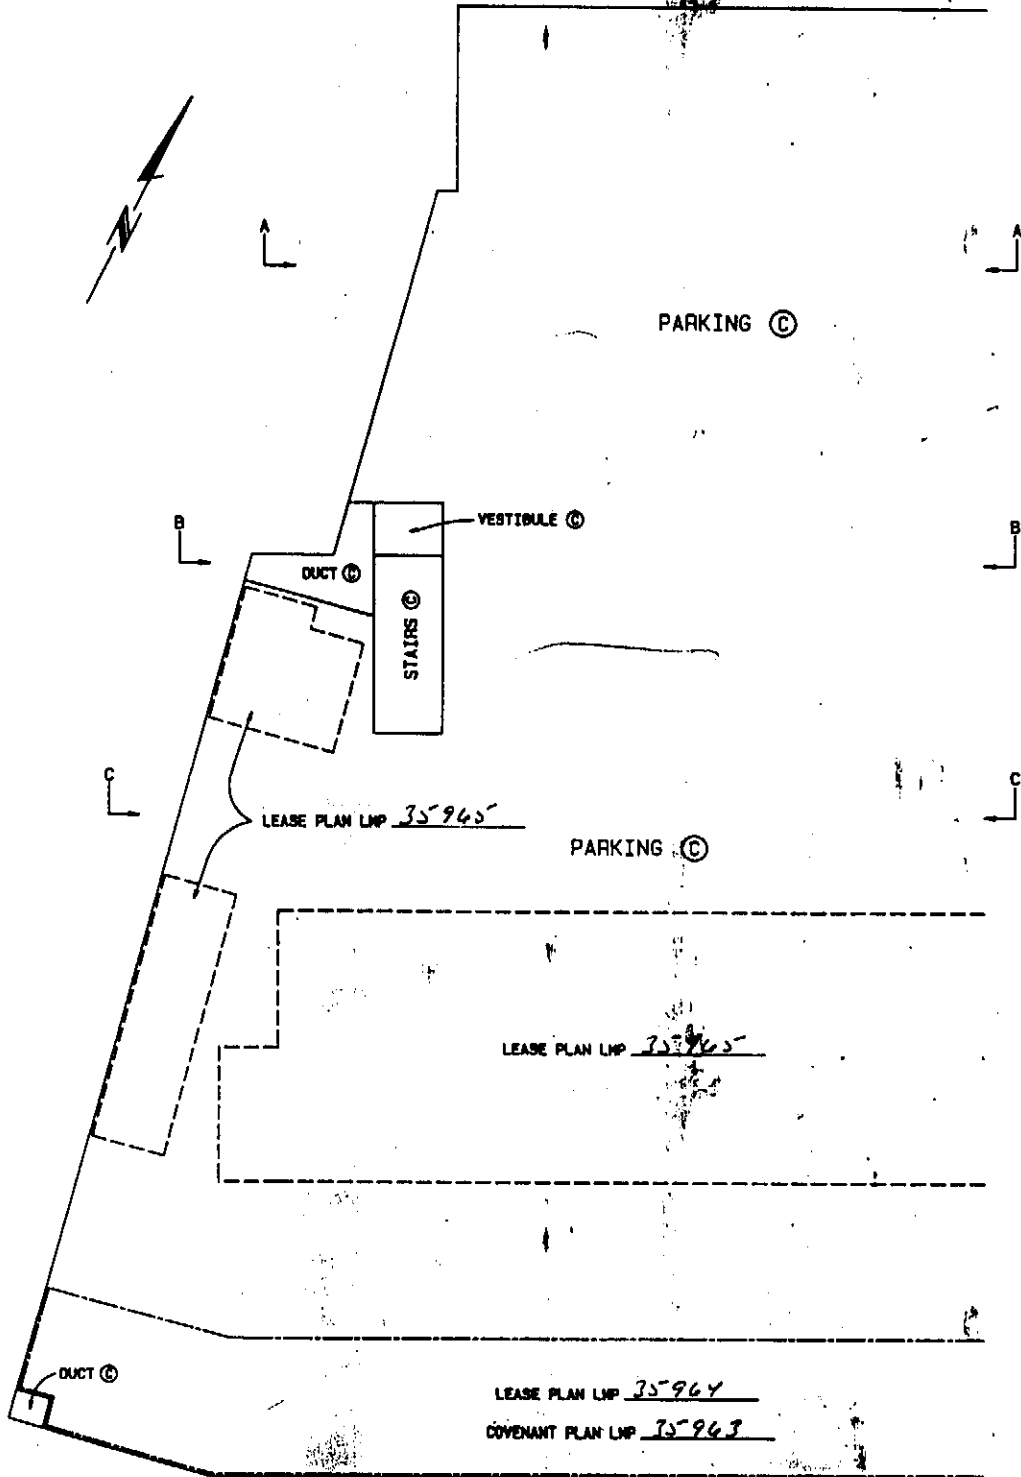 N
A A
PARKING Ⓒ
VESTIBULE Ⓒ
B B
DUCT Ⓒ
STAIRS Ⓒ
C C
LEASE PLAN LMP 35965
PARKING Ⓒ
LEASE PLAN LMP 35965
DUCT Ⓒ
LEASE PLAN LMP 35964
COVENANT PLAN LMP 35963